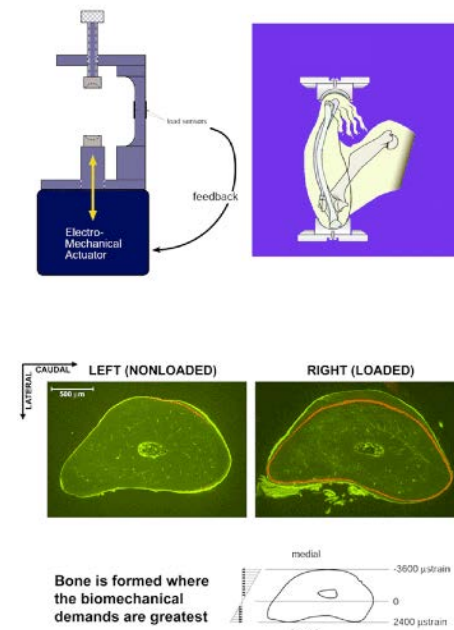 load sensors
feedback
Electro-
Mechanical
Actuator
CAUDAL
LATERAL
LEFT (NONLOADED)
RIGHT (LOADED)
500 µm
medial
Bone is formed where
the biomechanical
demands are greatest
-3600 µstrain
0
2400 µstrain